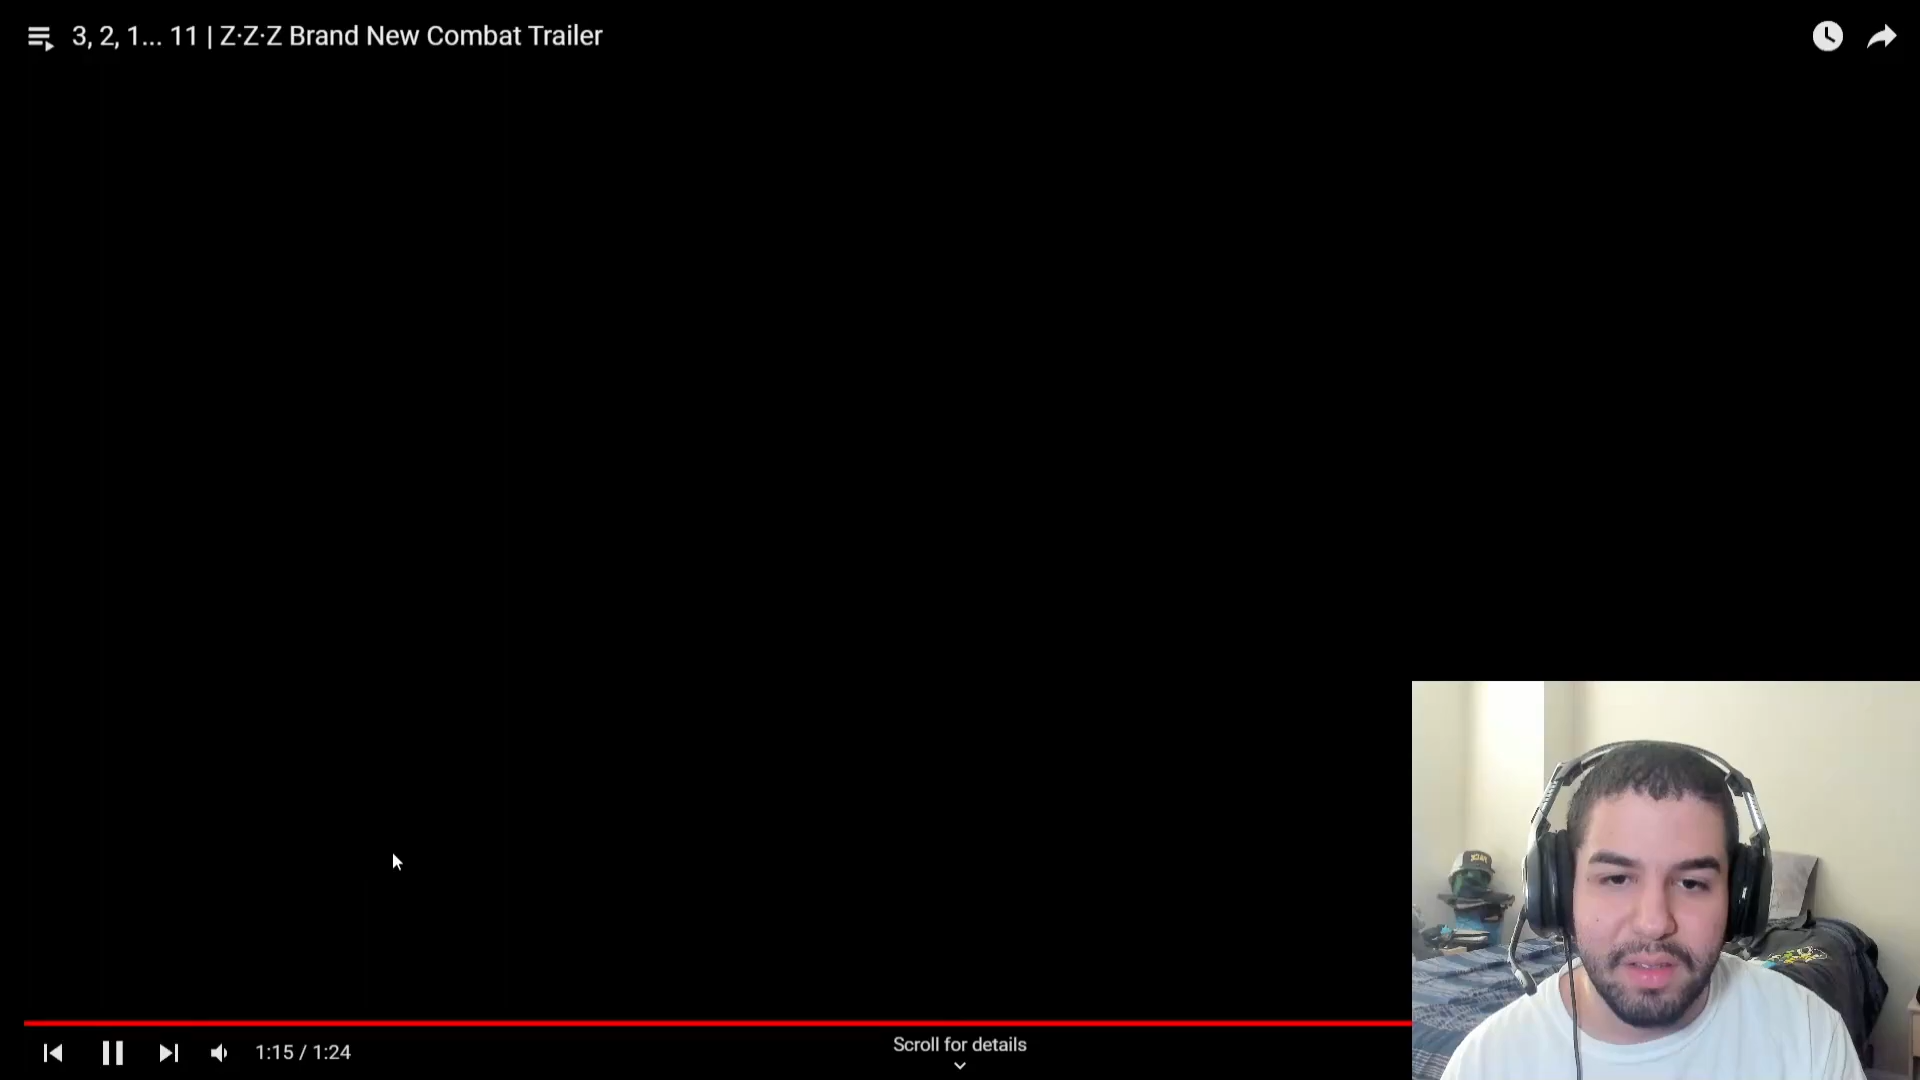 3, 2, 1... 11 | Z·Z·Z Brand New Combat Trailer
1:15 / 1:24
Scroll for details